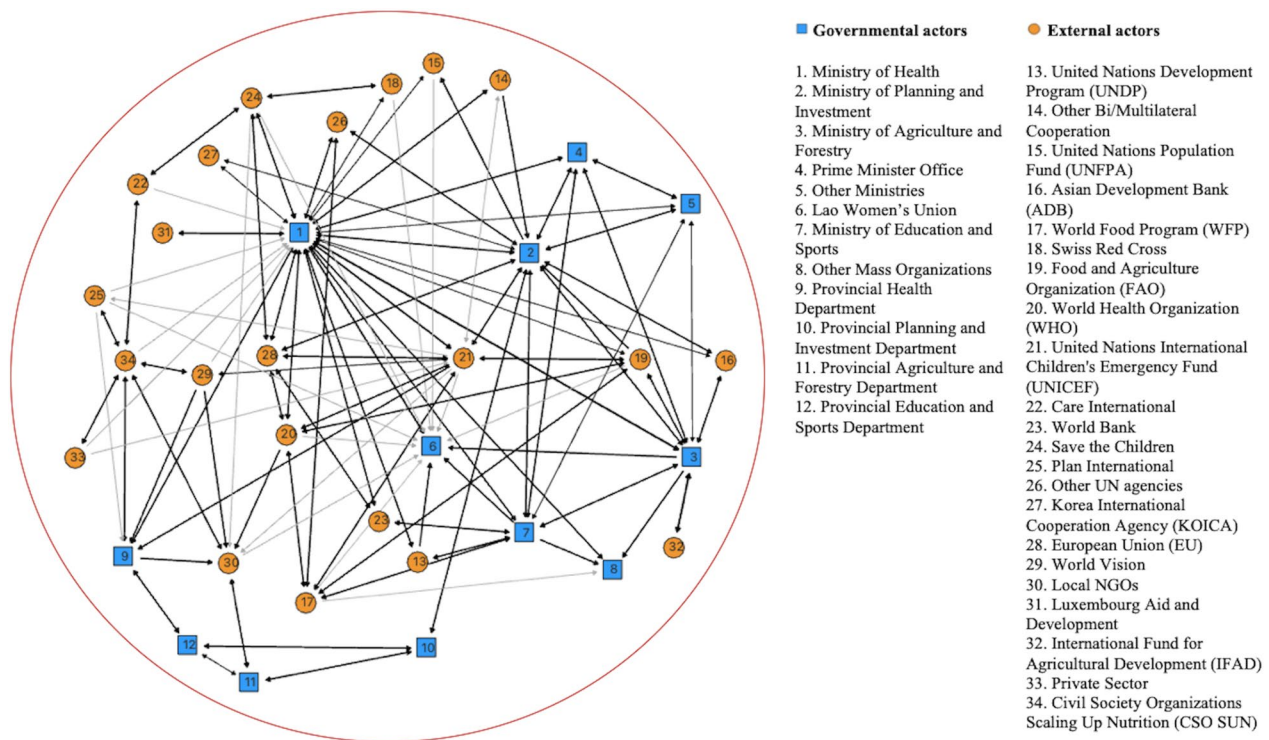 15
18
14
24
26
4
27
22
5
31
1
2
25
28
21
19
16
34
29
20
6
33
3
23
7
32
9
30
13
8
17
12
10
11
Governmental actors
1. Ministry of Health
2. Ministry of Planning and
Investment
3. Ministry of Agriculture and
Forestry
4. Prime Minister Office
5. Other Ministries
6. Lao Women's Union
7. Ministry of Education and
Sports
8. Other Mass Organizations
9. Provincial Health
Department
10. Provincial Planning and
Investment Department
11. Provincial Agriculture and
Forestry Department
12. Provincial Education and
Sports Department
External actors
13. United Nations Development
Program (UNDP)
14. Other Bi/Multilateral
Cooperation
15. United Nations Population
Fund (UNFPA)
16. Asian Development Bank
(ADB)
17. World Food Program (WFP)
18. Swiss Red Cross
19. Food and Agriculture
Organization (FAO)
20. World Health Organization
(WHO)
21. United Nations International
Children's Emergency Fund
(UNICEF)
22. Care International
23. World Bank
24. Save the Children
25. Plan International
26. Other UN agencies
27. Korea International
Cooperation Agency (KOICA)
28. European Union (EU)
29. World Vision
30. Local NGOs
31. Luxembourg Aid and
Development
32. International Fund for
Agricultural Development (IFAD)
33. Private Sector
34. Civil Society Organizations
Scaling Up Nutrition (CSO SUN)